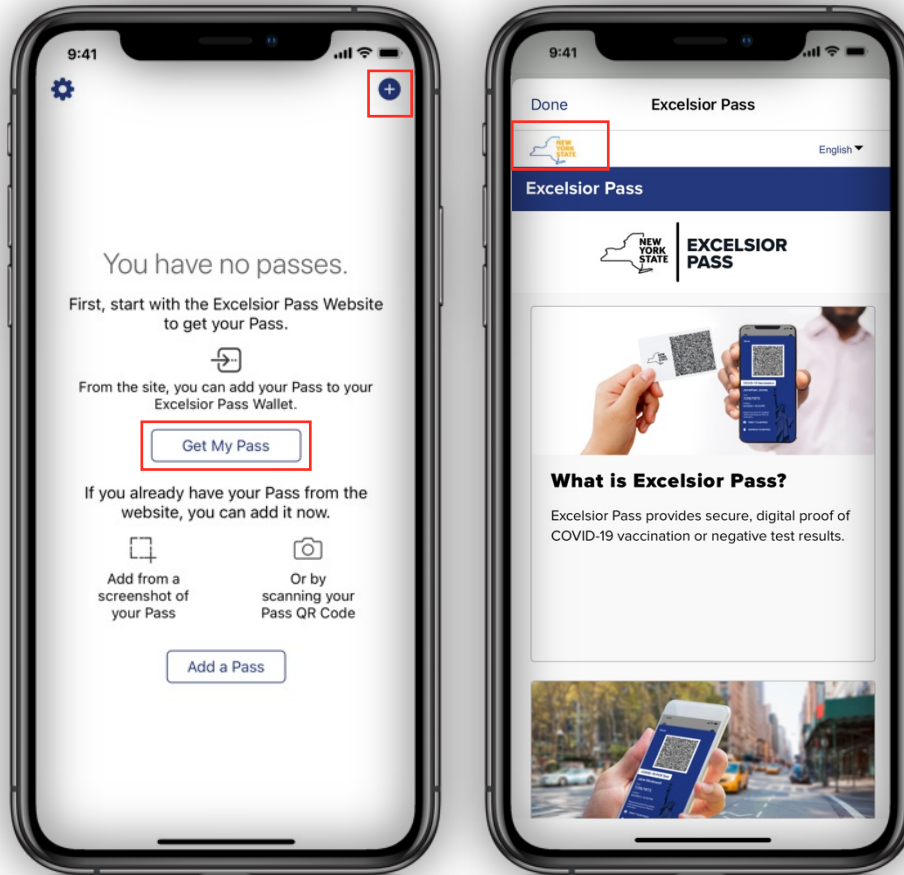 9:41
You have no passes.
First, start with the Excelsior Pass Website
to get your Pass.
From the site, you can add your Pass to your
Excelsior Pass Wallet.
Get My Pass
If you already have your Pass from the
website, you can add it now.
Add from a
screenshot of
your Pass
Or by
scanning your
Pass QR Code
Add a Pass
9:41
Done
Excelsior Pass
NEW
YORK
STATE
English
Excelsior Pass
NEW
YORK
STATE
EXCELSIOR
PASS
What is Excelsior Pass?
Excelsior Pass provides secure, digital proof of
COVID-19 vaccination or negative test results.